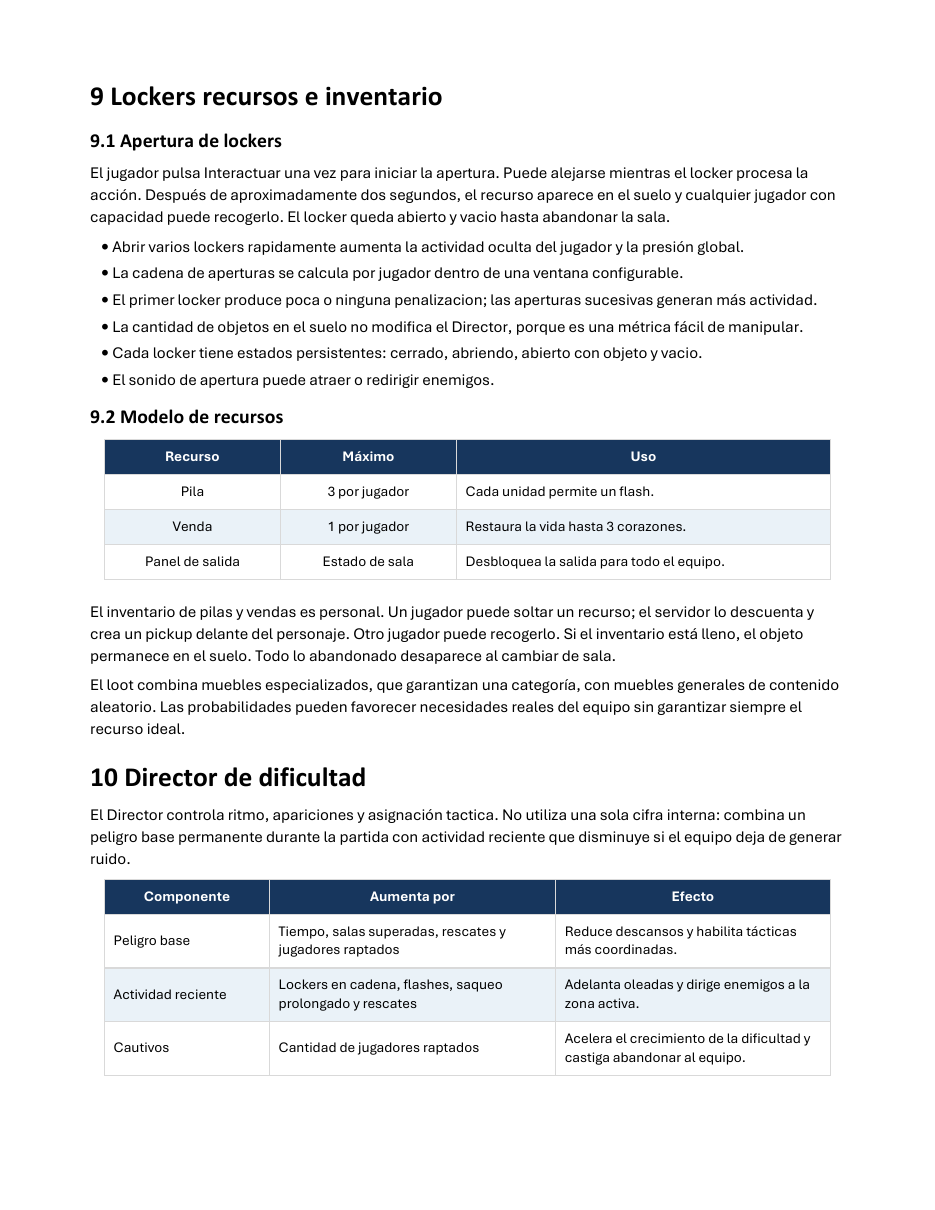 9 Lockers recursos e inventario
9.1 Apertura de lockers
El jugador pulsa Interactuar una vez para iniciar la apertura. Puede alejarse mientras el locker procesa la
acción. Después de aproximadamente dos segundos, el recurso aparece en el suelo y cualquier jugador con
capacidad puede recogerlo. El locker queda abierto y vacio hasta abandonar la sala.
• Abrir varios lockers rapidamente aumenta la actividad oculta del jugador y la presión global.
• La cadena de aperturas se calcula por jugador dentro de una ventana configurable.
• El primer locker produce poca o ninguna penalizacion; las aperturas sucesivas generan más actividad.
• La cantidad de objetos en el suelo no modifica el Director, porque es una métrica fácil de manipular.
• Cada locker tiene estados persistentes: cerrado, abriendo, abierto con objeto y vacio.
• El sonido de apertura puede atraer o redirigir enemigos.
9.2 Modelo de recursos
Recurso Máximo Uso
Pila 3 por jugador Cada unidad permite un flash.
Venda 1 por jugador Restaura la vida hasta 3 corazones.
Panel de salida Estado de sala Desbloquea la salida para todo el equipo.
El inventario de pilas y vendas es personal. Un jugador puede soltar un recurso; el servidor lo descuenta y
crea un pickup delante del personaje. Otro jugador puede recogerlo. Si el inventario está lleno, el objeto
permanece en el suelo. Todo lo abandonado desaparece al cambiar de sala.
El loot combina muebles especializados, que garantizan una categoría, con muebles generales de contenido
aleatorio. Las probabilidades pueden favorecer necesidades reales del equipo sin garantizar siempre el
recurso ideal.
10 Director de dificultad
El Director controla ritmo, apariciones y asignación tactica. No utiliza una sola cifra interna: combina un
peligro base permanente durante la partida con actividad reciente que disminuye si el equipo deja de generar
ruido.
Componente Aumenta por Efecto
Peligro base
Tiempo, salas superadas, rescates y
jugadores raptados
Reduce descansos y habilita tácticas
más coordinadas.
Actividad reciente
Lockers en cadena, flashes, saqueo
prolongado y rescates
Adelanta oleadas y dirige enemigos a la
zona activa.
Cautivos
Cantidad de jugadores raptados
Acelera el crecimiento de la dificultad y
castiga abandonar al equipo.